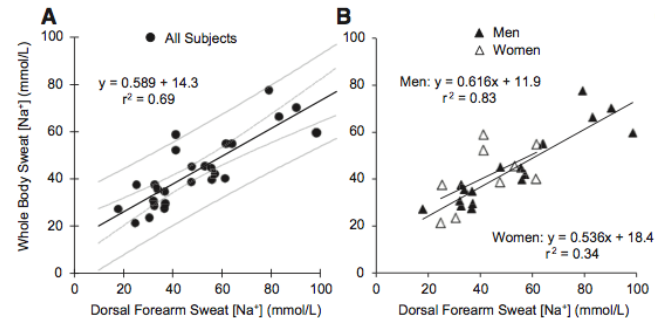 A
All Subjects
y = 0.589 + 14.3
r² = 0.69
Whole Body Sweat [Na⁺] (mmol/L)
100
80
60
40
20
0
0 20 40 60 80 100
Dorsal Forearm Sweat [Na⁺] (mmol/L)
B
Men
Women
Men: y = 0.616x + 11.9
r² = 0.83
Women: y = 0.536x + 18.4
r² = 0.34
100
80
60
40
20
0
0 20 40 60 80 100
Dorsal Forearm Sweat [Na⁺] (mmol/L)